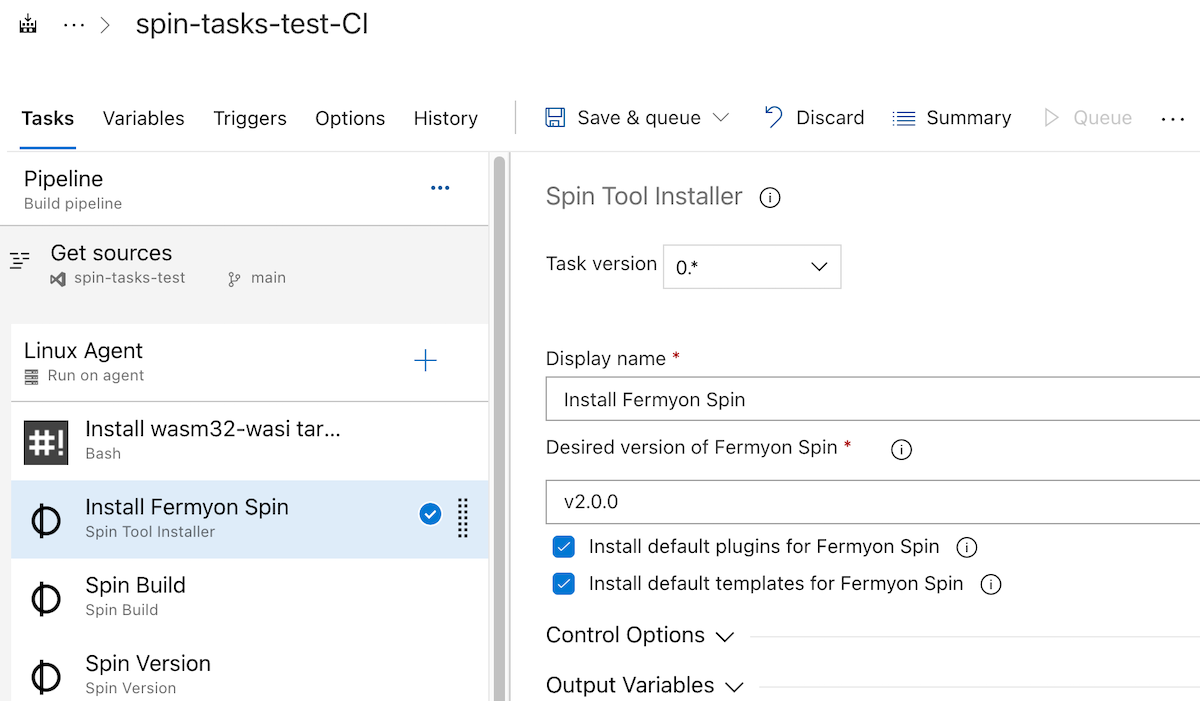 ... > spin-tasks-test-CI
Tasks Variables Triggers Options History Save & queue Discard Summary Queue ...
Pipeline
Build pipeline
Get sources
spin-tasks-test main
Linux Agent
Run on agent
#! Install wasm32-wasi tar...
Bash
Install Fermyon Spin
Spin Tool Installer
Spin Build
Spin Build
Spin Version
Spin Version
Spin Tool Installer
Task version 0.*
Display name *
Install Fermyon Spin
Desired version of Fermyon Spin *
v2.0.0
Install default plugins for Fermyon Spin
Install default templates for Fermyon Spin
Control Options
Output Variables